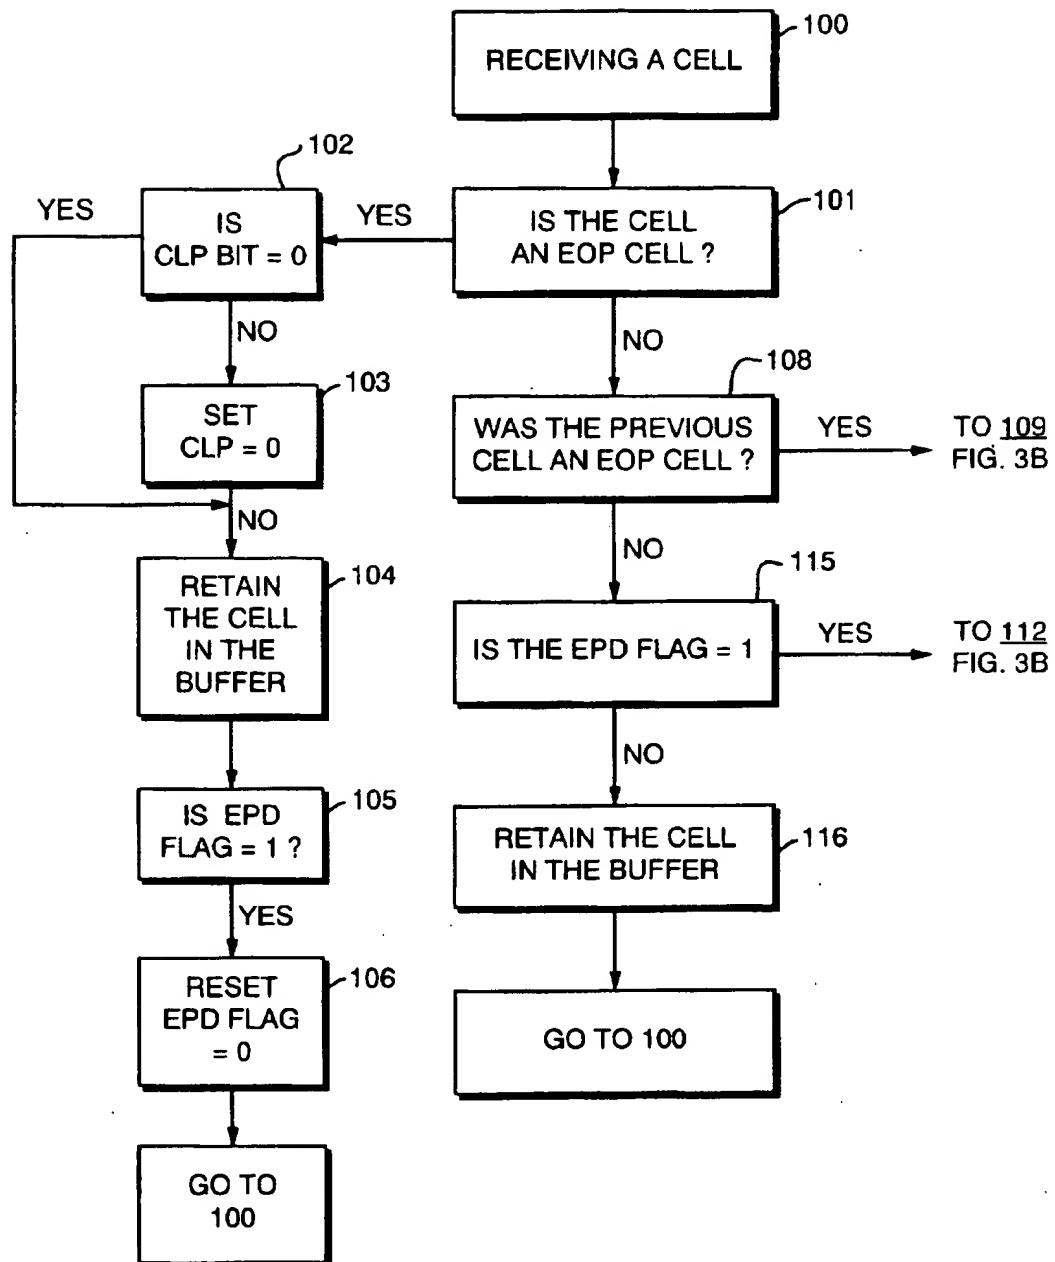 100
RECEIVING A CELL
102
YES
IS
CLP BIT = 0
YES
101
IS THE CELL
AN EOP CELL ?
NO
NO
108
103
SET
CLP = 0
WAS THE PREVIOUS
CELL AN EOP CELL ?
YES
TO 109
FIG. 3B
NO
NO
104
RETAIN
THE CELL
IN THE
BUFFER
115
IS THE EPD FLAG = 1
YES
TO 112
FIG. 3B
NO
105
IS EPD
FLAG = 1 ?
RETAIN THE CELL
IN THE BUFFER
116
YES
106
RESET
EPD FLAG
= 0
GO TO 100
GO TO
100